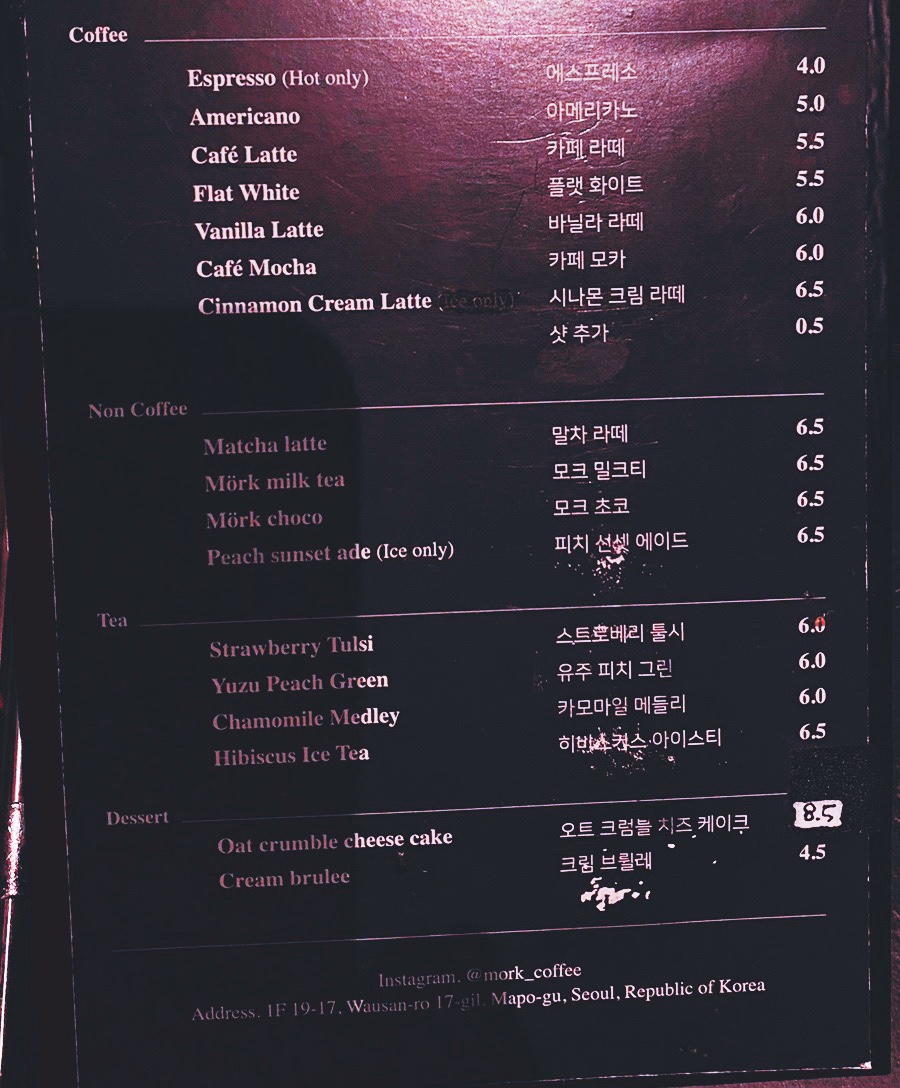 Coffee
Espresso (Hot only) 에스프레소 4.0
Americano 아메리카노 5.0
Café Latte 카페 라떼 5.5
Flat White 플랫 화이트 5.5
Vanilla Latte 바닐라 라떼 6.0
Café Mocha 카페 모카 6.0
Cinnamon Cream Latte (Ice only) 시나몬 크림 라떼 6.5
샷 추가 0.5
Non Coffee
Matcha latte 말차 라떼 6.5
Mörk milk tea 모크 밀크티 6.5
Mörk choco 모크 초코 6.5
Peach sunset ade (Ice only) 피치 선셋 에이드 6.5
Tea
Strawberry Tulsi 스트로베리 툴시 6.0
Yuzu Peach Green 유주 피치 그린 6.0
Chamomile Medley 카모마일 메들리 6.0
Hibiscus Ice Tea 히비스커스 아이스티 6.5
Dessert
Oat crumble cheese cake 오트 크럼블 치즈 케이크 8.5
Cream brulee 크림 브륄레 4.5
Instagram. @mork_coffee
Address. 1F 19-17, Wausan-ro 17-gil, Mapo-gu, Seoul, Republic of Korea